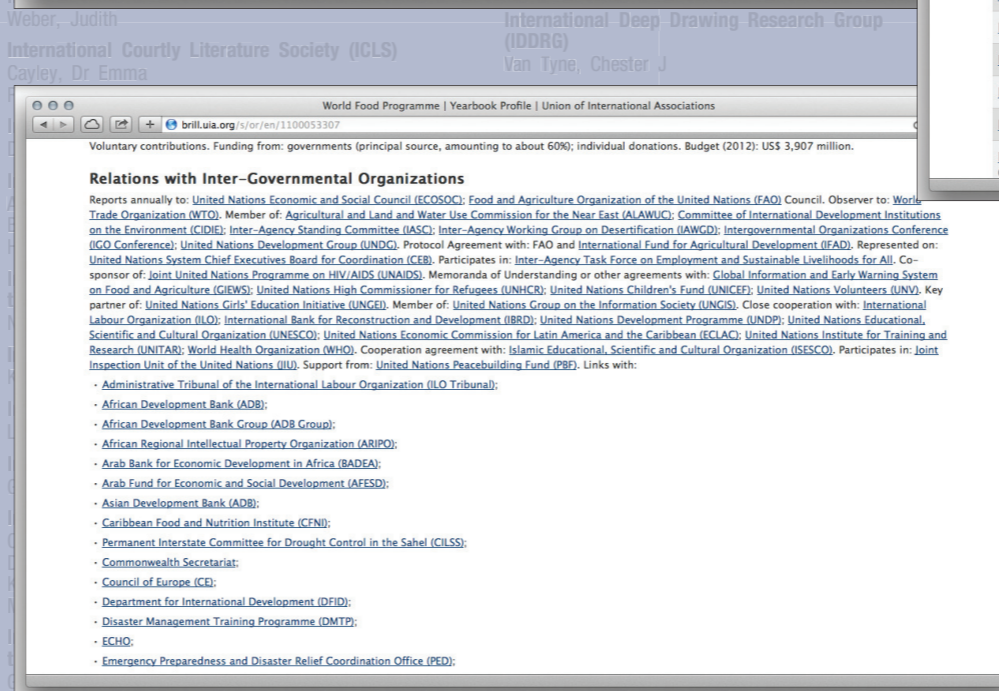 Weber, Judith
International Courtly Literature Society (ICLS)
Cayley, Dr Emma
International Deep Drawing Research Group
(IDDRG)
Van Tyne, Chester J
World Food Programme | Yearbook Profile | Union of International Associations
brill.uia.org/s/or/en/1100053307
Voluntary contributions. Funding from: governments (principal source, amounting to about 60%); individual donations. Budget (2012): US$ 3,907 million.
Relations with Inter-Governmental Organizations
Reports annually to: United Nations Economic and Social Council (ECOSOC); Food and Agriculture Organization of the United Nations (FAO) Council. Observer to: World
Trade Organization (WTO). Member of: Agricultural and Land and Water Use Commission for the Near East (ALAWUC); Committee of International Development Institutions
on the Environment (CIDIE); Inter-Agency Standing Committee (IASC); Inter-Agency Working Group on Desertification (IAWGD); Intergovernmental Organizations Conference
(IGO Conference); United Nations Development Group (UNDG). Protocol Agreement with: FAO and International Fund for Agricultural Development (IFAD). Represented on:
United Nations System Chief Executives Board for Coordination (CEB). Participates in: Inter-Agency Task Force on Employment and Sustainable Livelihoods for All. Co-
sponsor of: Joint United Nations Programme on HIV/AIDS (UNAIDS). Memoranda of Understanding or other agreements with: Global Information and Early Warning System
on Food and Agriculture (GIEWS); United Nations High Commissioner for Refugees (UNHCR); United Nations Children's Fund (UNICEF); United Nations Volunteers (UNV). Key
partner of: United Nations Girls' Education Initiative (UNGEI). Member of: United Nations Group on the Information Society (UNGIS). Close cooperation with: International
Labour Organization (ILO); International Bank for Reconstruction and Development (IBRD); United Nations Development Programme (UNDP); United Nations Educational,
Scientific and Cultural Organization (UNESCO); United Nations Economic Commission for Latin America and the Caribbean (ECLAC); United Nations Institute for Training and
Research (UNITAR); World Health Organization (WHO). Cooperation agreement with: Islamic Educational, Scientific and Cultural Organization (ISESCO). Participates in: Joint
Inspection Unit of the United Nations (JIU). Support from: United Nations Peacebuilding Fund (PBF). Links with:
· Administrative Tribunal of the International Labour Organization (ILO Tribunal);
· African Development Bank (ADB);
· African Development Bank Group (ADB Group);
· African Regional Intellectual Property Organization (ARIPO);
· Arab Bank for Economic Development in Africa (BADEA);
· Arab Fund for Economic and Social Development (AFESD);
· Asian Development Bank (ADB);
· Caribbean Food and Nutrition Institute (CFNI);
· Permanent Interstate Committee for Drought Control in the Sahel (CILSS);
· Commonwealth Secretariat;
· Council of Europe (CE);
· Department for International Development (DFID);
· Disaster Management Training Programme (DMTP);
· ECHO;
· Emergency Preparedness and Disaster Relief Coordination Office (PED);